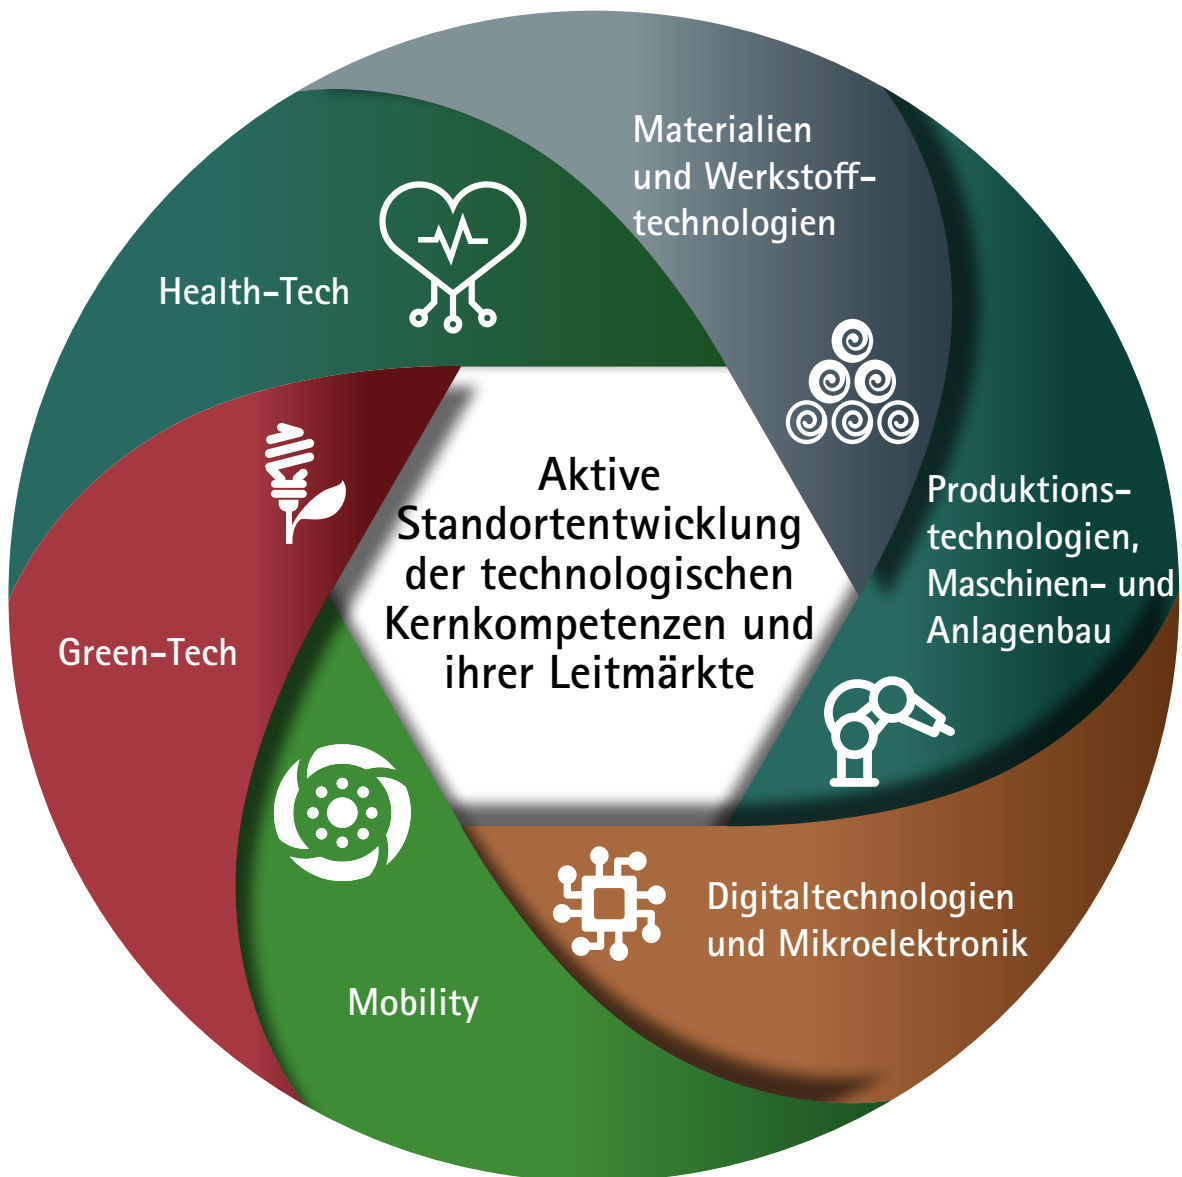 Materialien
und Werkstoff-
technologien
Health-Tech
Aktive
Standortentwicklung
der technologischen
Kernkompetenzen und
ihrer Leitmärkte
Produktions-
technologien,
Maschinen- und
Anlagenbau
Green-Tech
Digitaltechnologien
und Mikroelektronik
Mobility